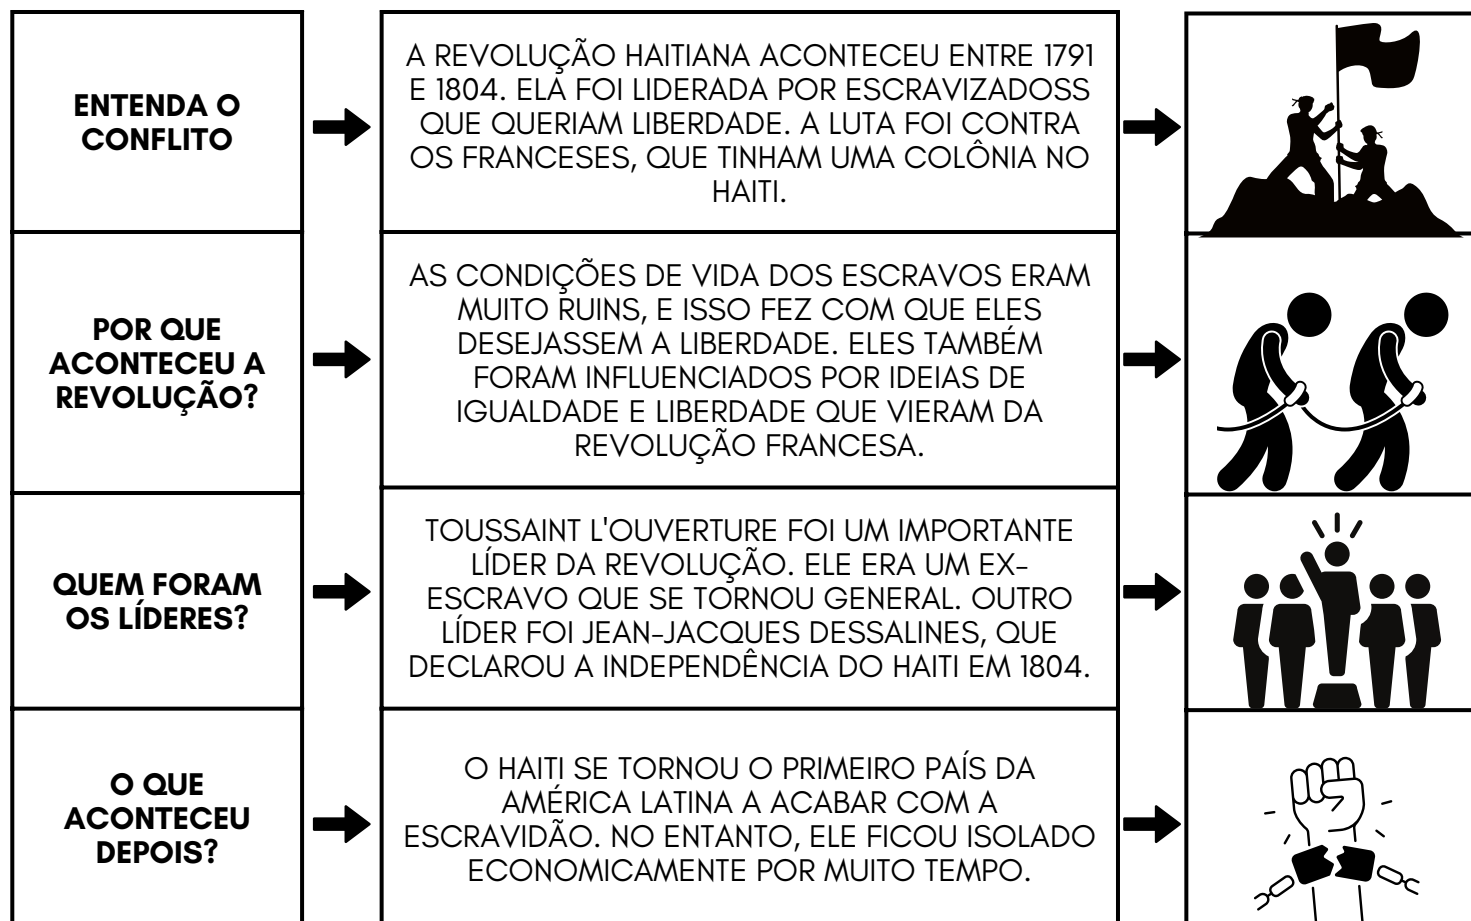 ENTENDA O
CONFLITO
A REVOLUÇÃO HAITIANA ACONTECEU ENTRE 1791
E 1804. ELA FOI LIDERADA POR ESCRAVIZADOSS
QUE QUERIAM LIBERDADE. A LUTA FOI CONTRA
OS FRANCESES, QUE TINHAM UMA COLÔNIA NO
HAITI.
POR QUE
ACONTECEU A
REVOLUÇÃO?
AS CONDIÇÕES DE VIDA DOS ESCRAVOS ERAM
MUITO RUINS, E ISSO FEZ COM QUE ELES
DESEJASSEM A LIBERDADE. ELES TAMBÉM
FORAM INFLUENCIADOS POR IDEIAS DE
IGUALDADE E LIBERDADE QUE VIERAM DA
REVOLUÇÃO FRANCESA.
QUEM FORAM
OS LÍDERES?
TOUSSAINT L'OUVERTURE FOI UM IMPORTANTE
LÍDER DA REVOLUÇÃO. ELE ERA UM EX-
ESCRAVO QUE SE TORNOU GENERAL. OUTRO
LÍDER FOI JEAN-JACQUES DESSALINES, QUE
DECLAROU A INDEPENDÊNCIA DO HAITI EM 1804.
O QUE
ACONTECEU
DEPOIS?
O HAITI SE TORNOU O PRIMEIRO PAÍS DA
AMÉRICA LATINA A ACABAR COM A
ESCRAVIDÃO. NO ENTANTO, ELE FICOU ISOLADO
ECONOMICAMENTE POR MUITO TEMPO.